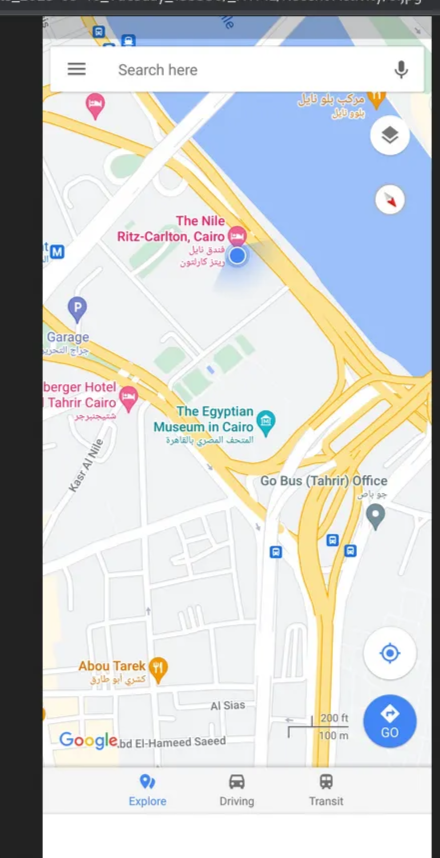 Nile
Search here
مركب بلو نايل
بلوو نايل
The Nile
Ritz-Carlton, Cairo
فندق نايل
ريتز كارلتون
M
P
Garage
جراج التحرير
berger Hotel
Tahrir Cairo
شتيجنبرجر
The Egyptian
Museum in Cairo
المتحف المصري بالقاهرة
Kasr Al Nile
Go Bus (Tahrir) Office
جو باص
Abou Tarek
كشري أبو طارق
Al Sias
bd El-Hameed Saeed
Google
200 ft
100 m
GO
Explore
Driving
Transit